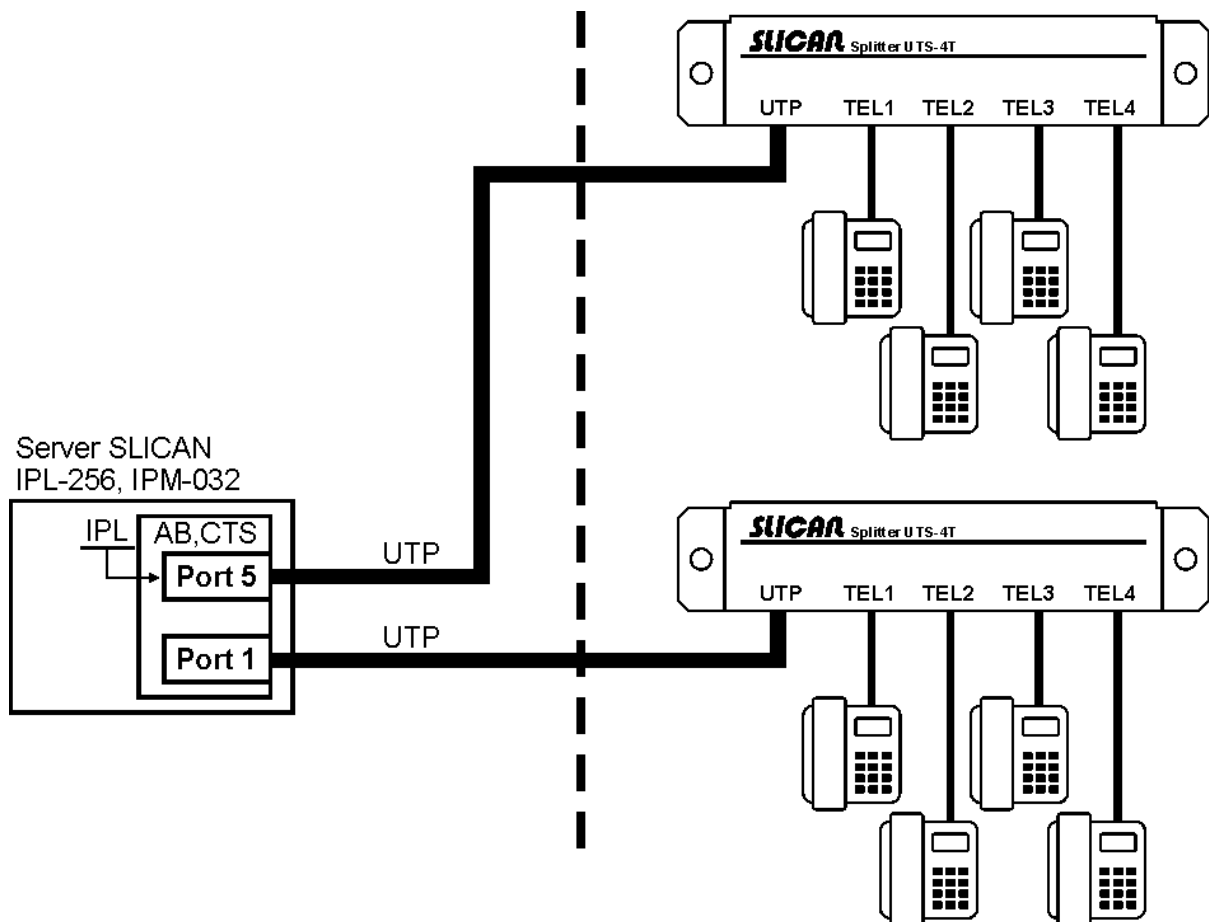 SLICAN Splitter UTS-4T
UTP TEL1 TEL2 TEL3 TEL4
Server SLICAN
IPL-256, IPM-032
IPL
AB,CTS
Port 5
UTP
Port 1
UTP
SLICAN Splitter UTS-4T
UTP TEL1 TEL2 TEL3 TEL4